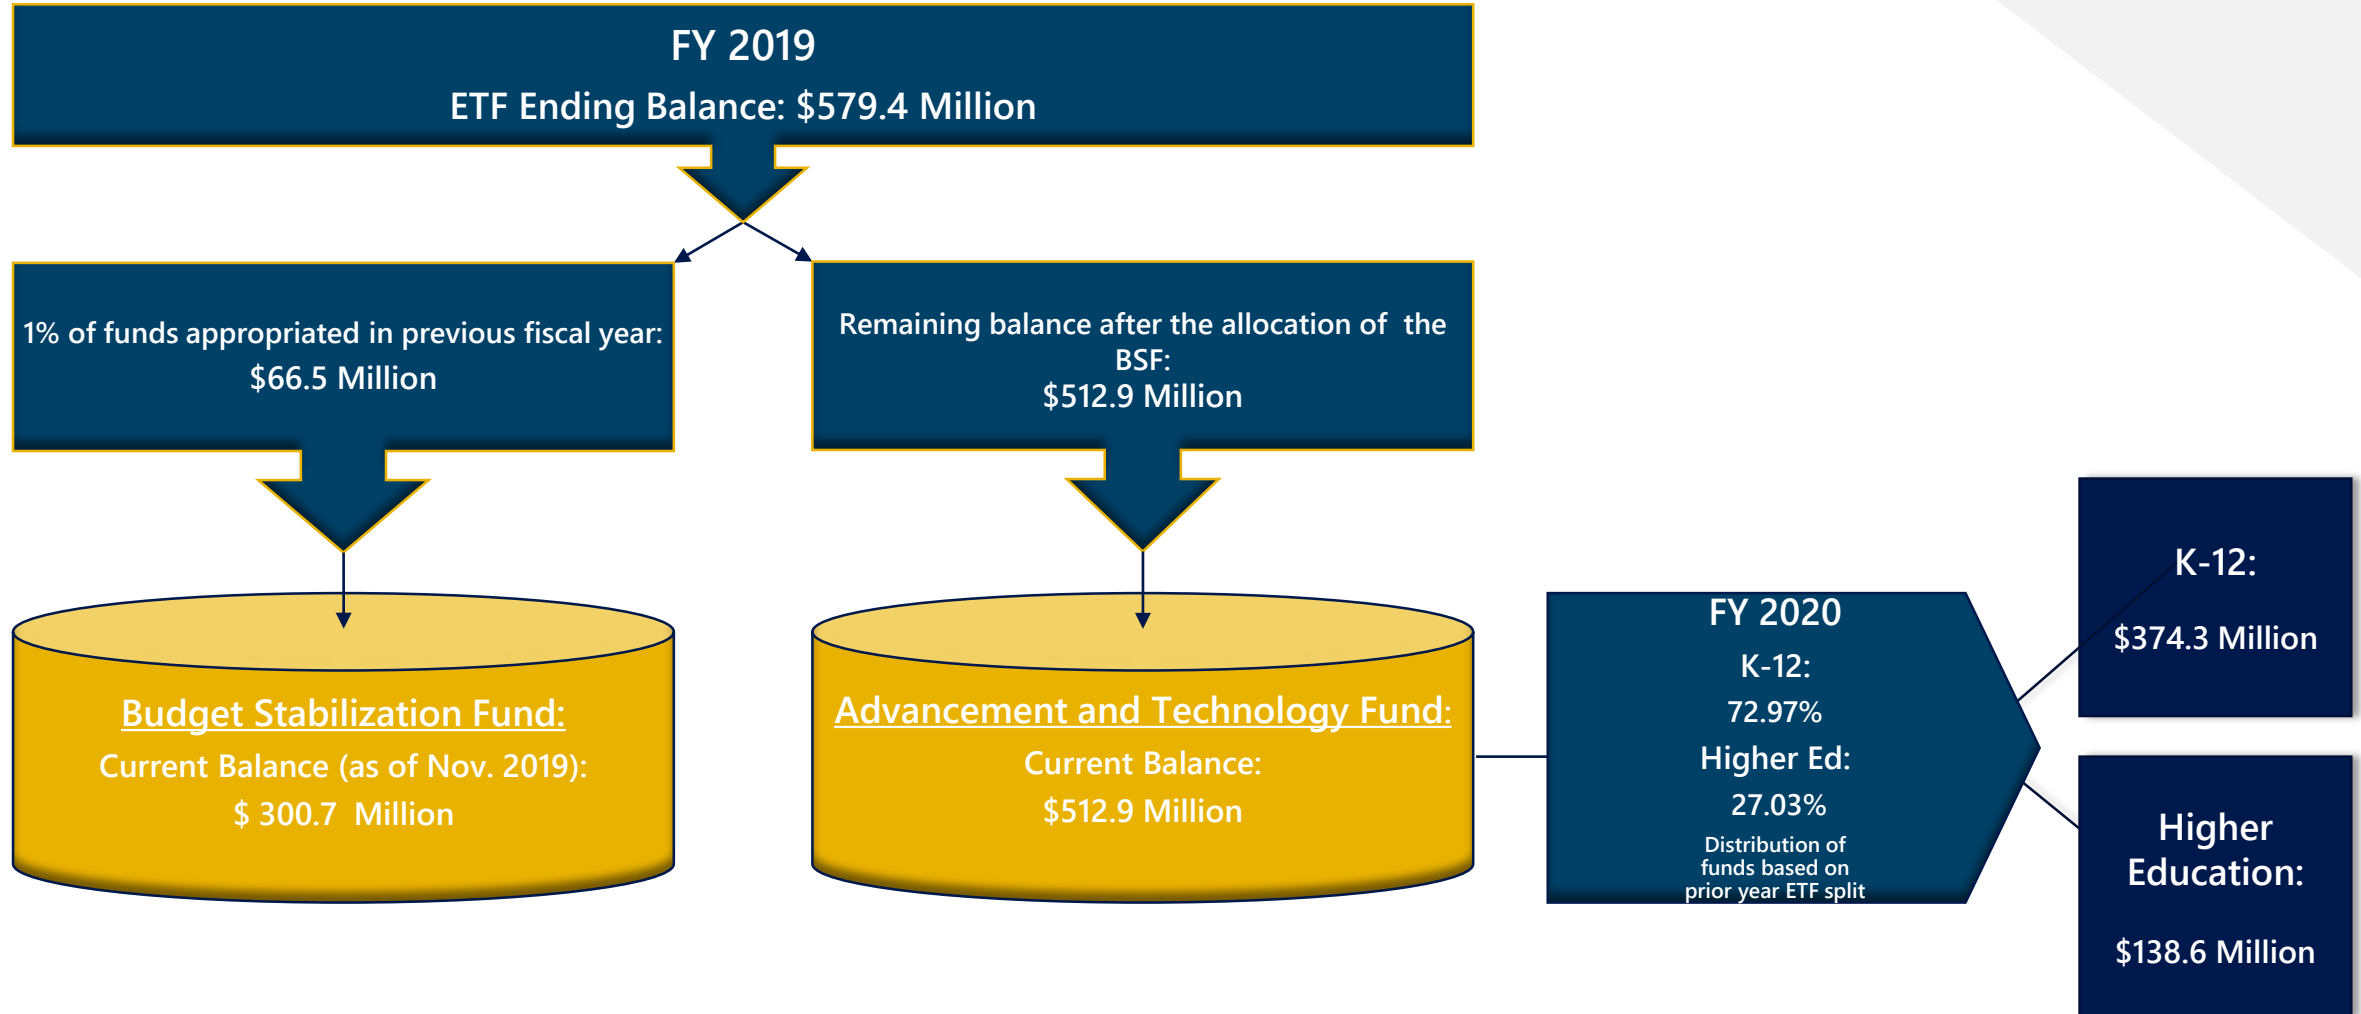 FY 2019
ETF Ending Balance: $579.4 Million
1% of funds appropriated in previous fiscal year:
$66.5 Million
Remaining balance after the allocation of  the
BSF:
$512.9 Million
Budget Stabilization Fund:
Current Balance (as of Nov. 2019):
$ 300.7  Million
Advancement and Technology Fund:
Current Balance:
$512.9 Million
FY 2020
K-12:
72.97%
Higher Ed:
27.03%
Distribution of
funds based on
prior year ETF split
K-12:
$374.3 Million
Higher
Education:
$138.6 Million